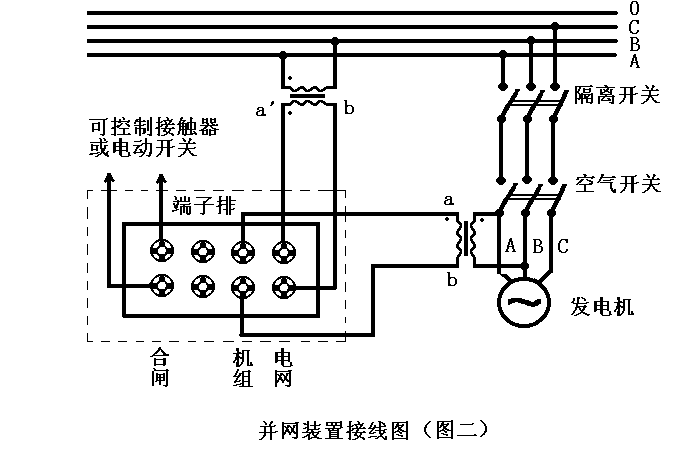 O
C
B
A
隔离开关
a′ b
可控制接触器
或电动开关
空气开关
端子排
a
A B C
b
发电机
合闸
机组
电网
并网装置接线图（图二）